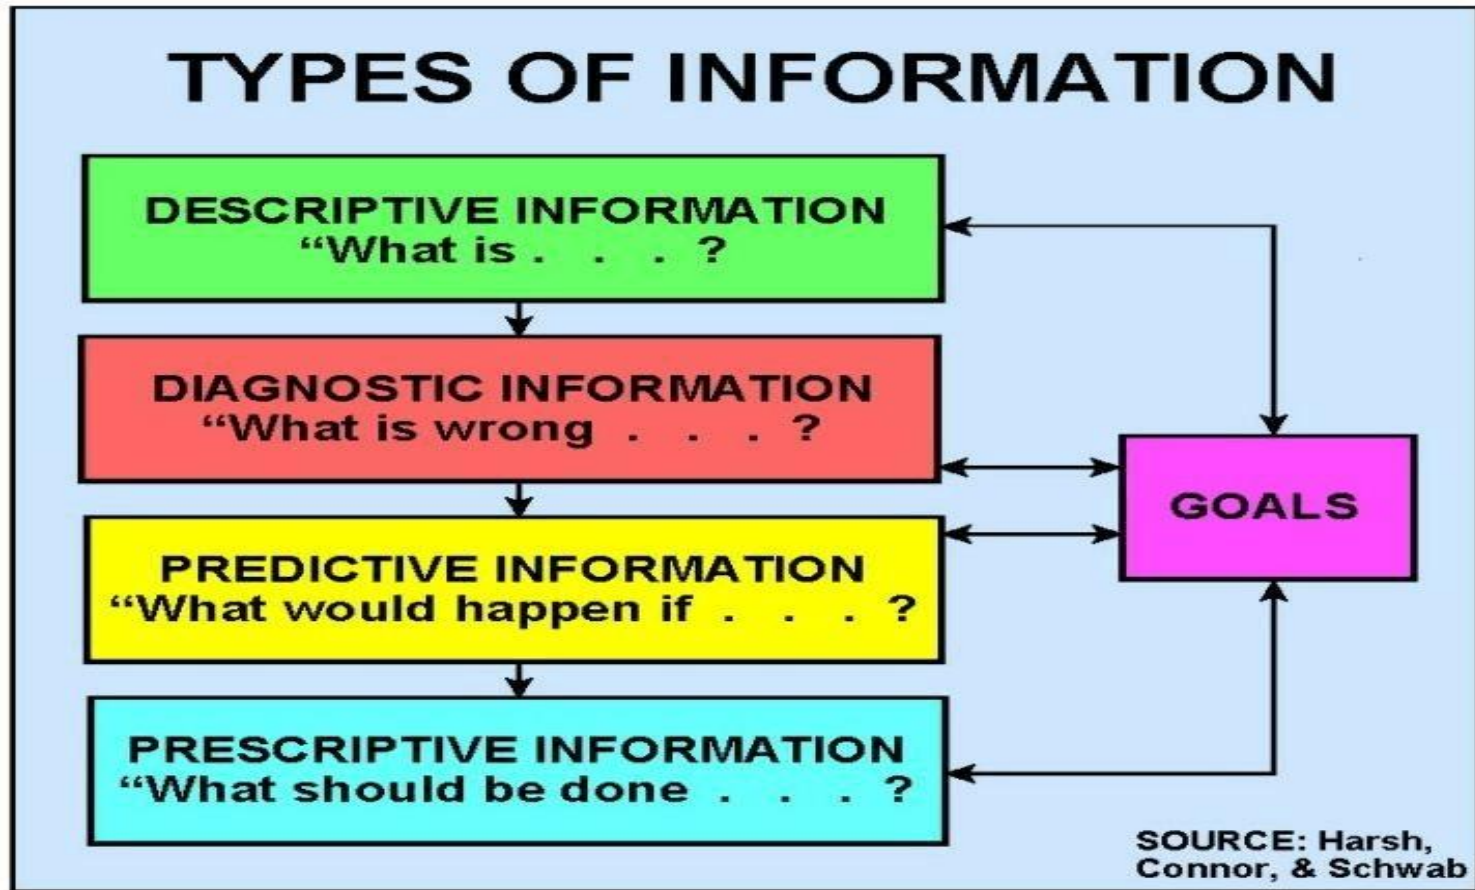 TYPES OF INFORMATION
DESCRIPTIVE INFORMATION
“What is . . . ?
DIAGNOSTIC INFORMATION
“What is wrong . . . ?
PREDICTIVE INFORMATION
“What would happen if . . . ?
PRESCRIPTIVE INFORMATION
“What should be done . . . ?
GOALS
SOURCE: Harsh,
Connor, & Schwab